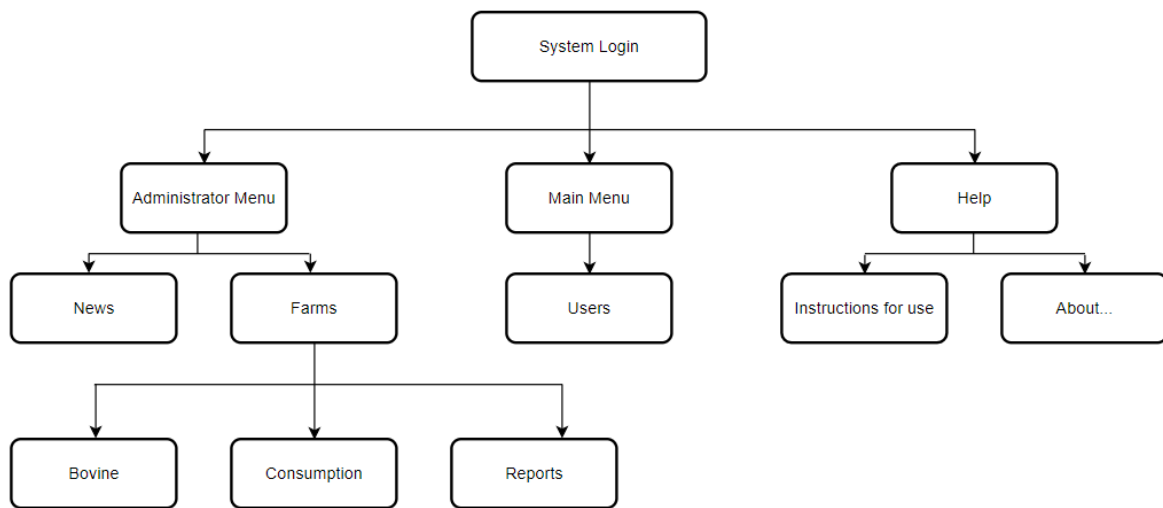 System Login
Administrator Menu
Main Menu
Help
News
Farms
Users
Instructions for use
About...
Bovine
Consumption
Reports